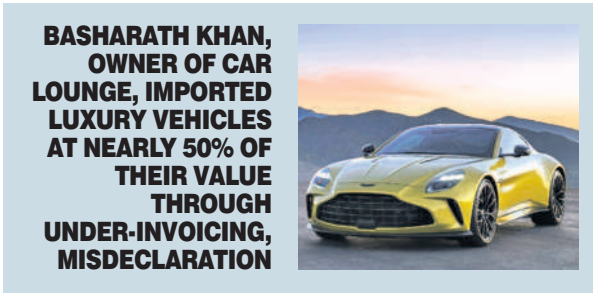 BASHARATH KHAN,
OWNER OF CAR
LOUNGE, IMPORTED
LUXURY VEHICLES
AT NEARLY 50% OF
THEIR VALUE
THROUGH
UNDER-INVOICING,
MISDECLARATION